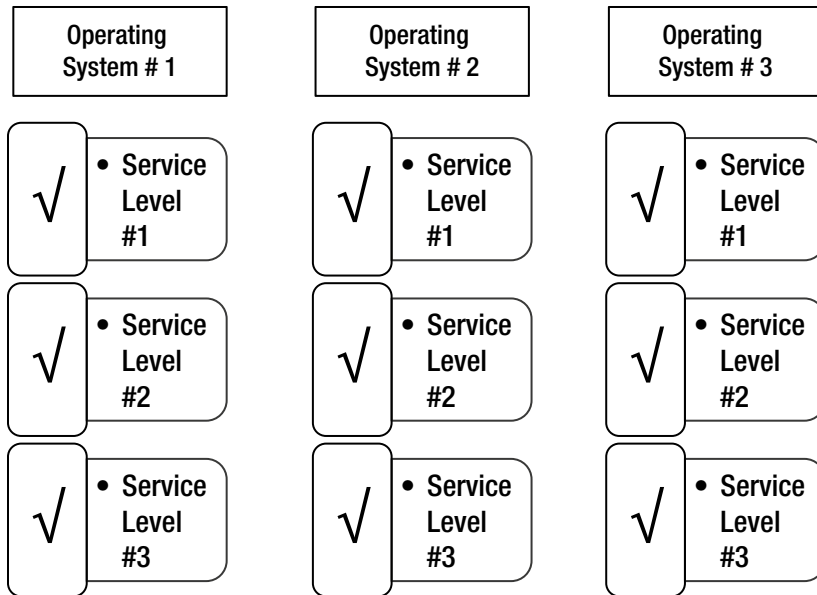 Operating
System # 1
Operating
System # 2
Operating
System # 3
√
• Service
Level
#1
√
• Service
Level
#1
√
• Service
Level
#1
√
• Service
Level
#2
√
• Service
Level
#2
√
• Service
Level
#2
√
• Service
Level
#3
√
• Service
Level
#3
√
• Service
Level
#3